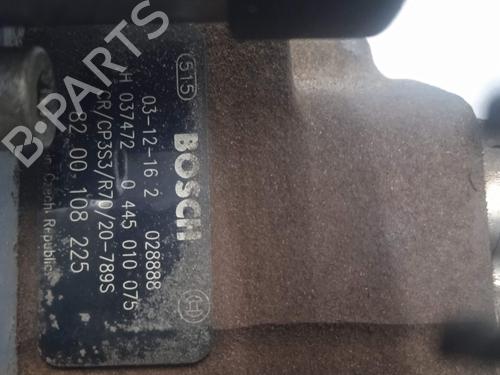 B-PARTS
515
BOSCH
03-12-16 2 028888
H 037472 0 445 010 075
CR/CP3S3/R70/20-789S
82 00 108 225
in Czech. Republic